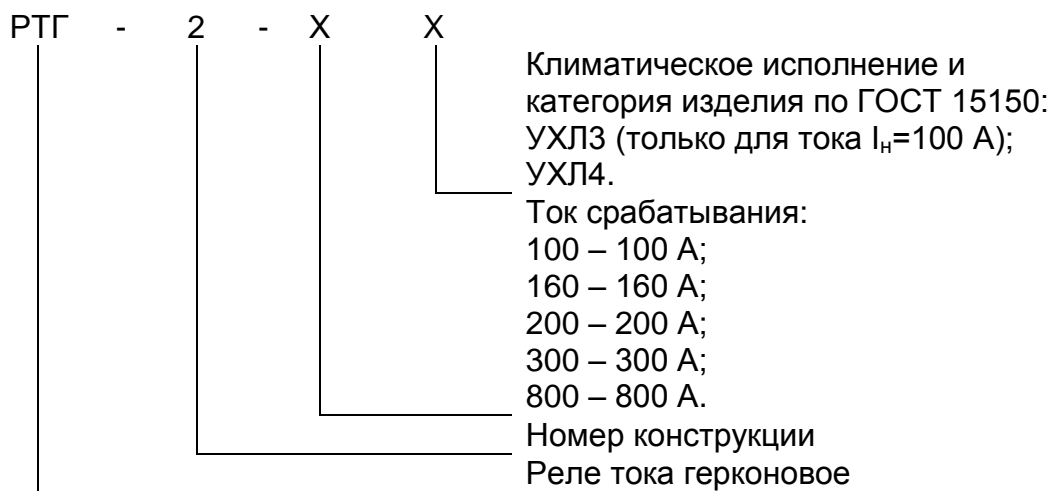 РТГ - 2 - Х Х
Климатическое исполнение и
категория изделия по ГОСТ 15150:
УХЛ3 (только для тока Iн=100 А);
УХЛ4.
Ток срабатывания:
100 – 100 А;
160 – 160 А;
200 – 200 А;
300 – 300 А;
800 – 800 А.
Номер конструкции
Реле тока герконовое